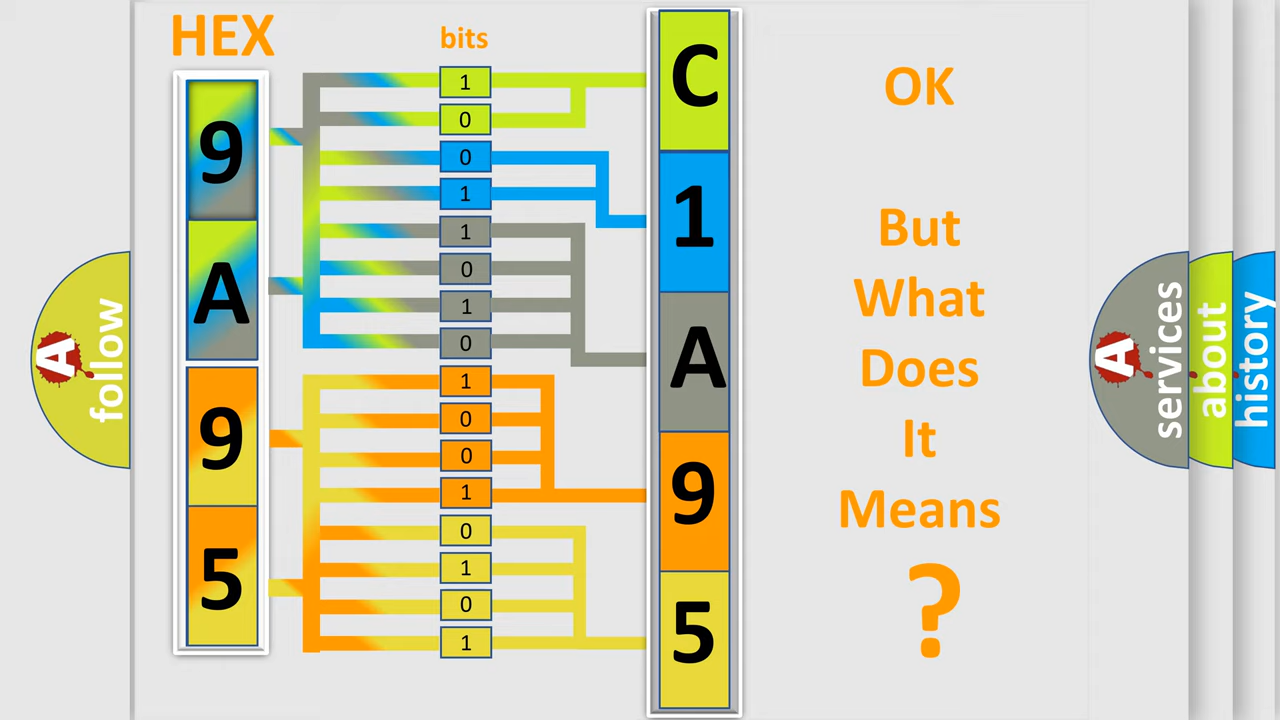 HEX
bits
9
A
9
5
1
0
0
1
1
0
1
0
1
0
0
1
0
1
0
1
C
1
A
9
5
OK
But
What
Does
It
Means
?
A
follow
A
services
about
history